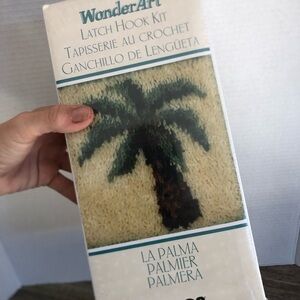 WonderArt
LATCH HOOK KIT
TAPISSERIE AU CROCHET
GANCHILLO DE LENGÜETA
LA PALMA
PALMIER
PALMERA